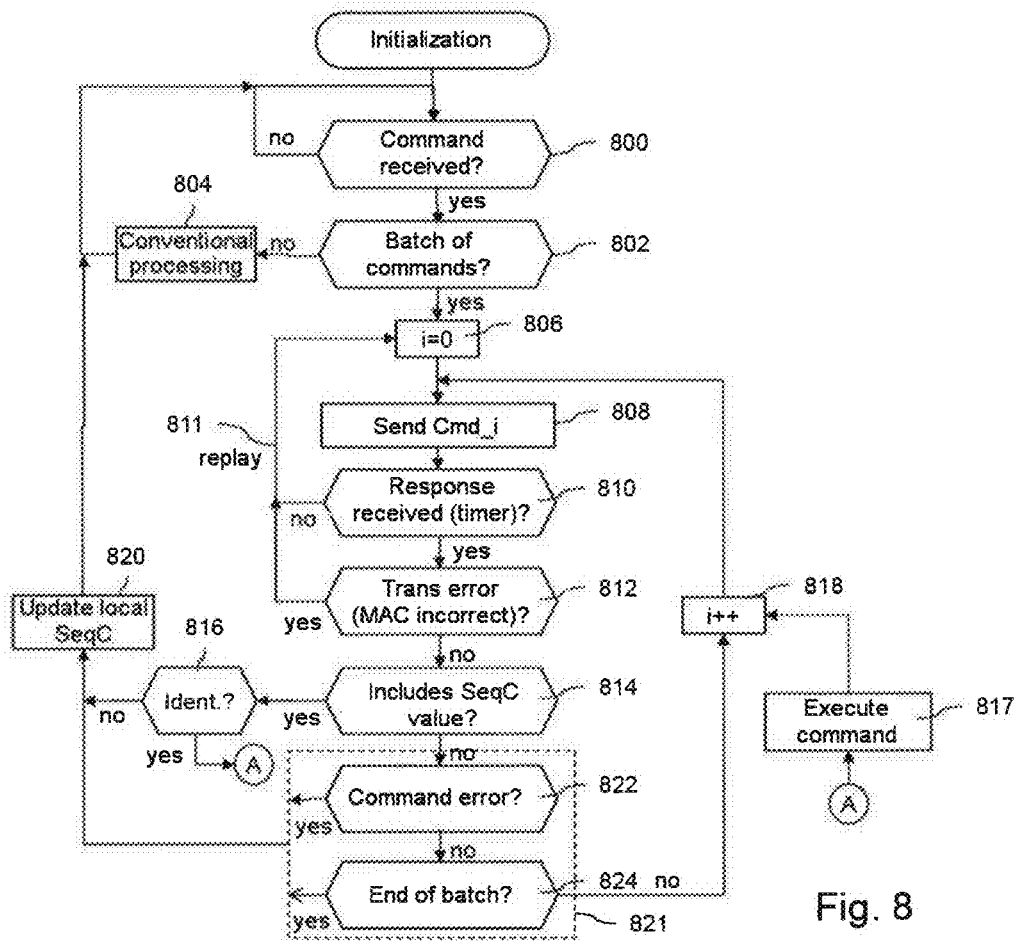 Initialization
no
Command
received?
800
yes
804
Conventional
processing
no
Batch of
commands?
802
yes
i=0
806
811
replay
Send Cmd_i
808
Response
received (timer)?
810
no
yes
820
Update local
SeqC
Trans error
(MAC incorrect)?
812
yes
no
818
i++
816
Ident.?
no
yes
A
Includes SeqC
value?
814
yes
no
Execute
command
817
A
Command error?
822
yes
no
End of batch?
824
no
yes
821
Fig. 8